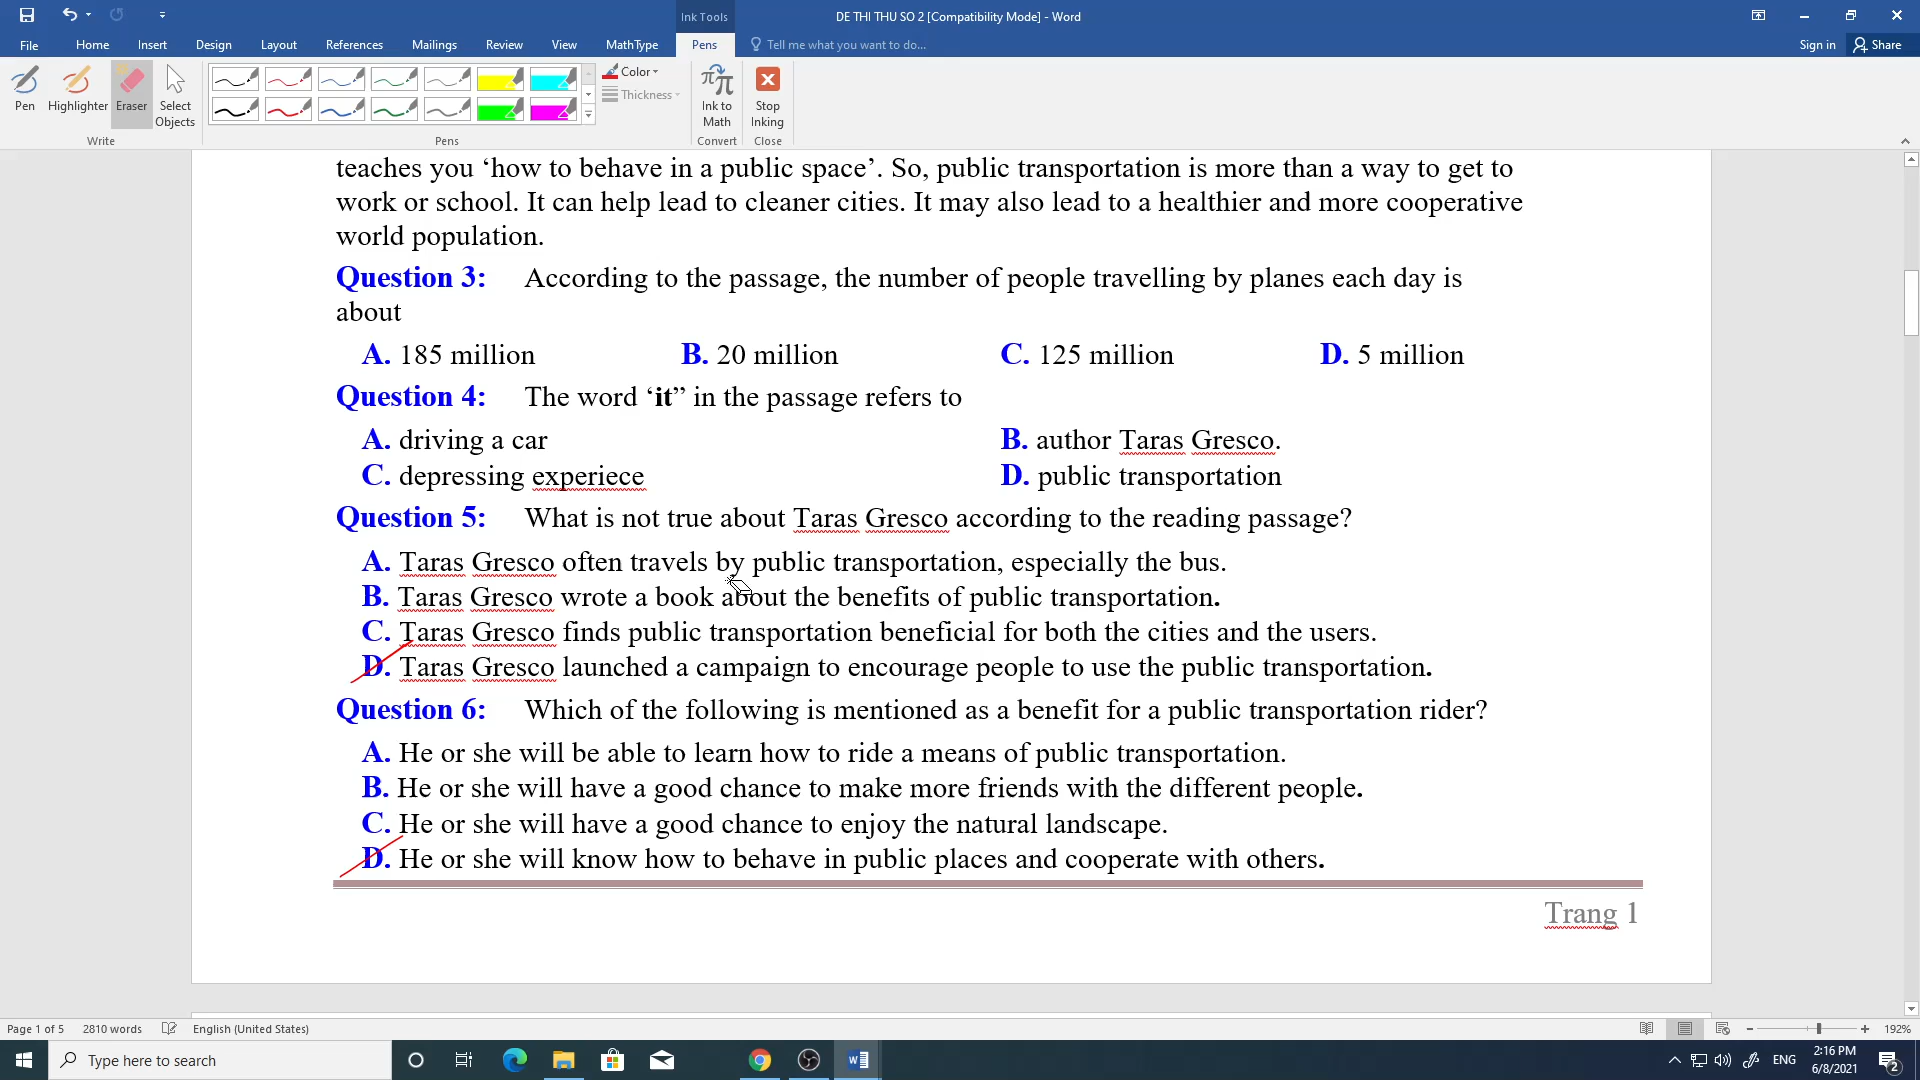 DE THI THU SO 2 [Compatibility Mode] - Word
Ink Tools
File Home Insert Design Layout References Mailings Review View MathType Pens Tell me what you want to do... Sign in Share
Pen Highlighter Eraser Select Objects
Color
Thickness
Ink to Math
Stop Inking
Write Pens Convert Close
teaches you ‘how to behave in a public space’. So, public transportation is more than a way to get to
work or school. It can help lead to cleaner cities. It may also lead to a healthier and more cooperative
world population.
Question 3: According to the passage, the number of people travelling by planes each day is
about
A. 185 million B. 20 million C. 125 million D. 5 million
Question 4: The word ‘it” in the passage refers to
A. driving a car B. author Taras Gresco.
C. depressing experiece D. public transportation
Question 5: What is not true about Taras Gresco according to the reading passage?
A. Taras Gresco often travels by public transportation, especially the bus.
B. Taras Gresco wrote a book about the benefits of public transportation.
C. Taras Gresco finds public transportation beneficial for both the cities and the users.
D. Taras Gresco launched a campaign to encourage people to use the public transportation.
Question 6: Which of the following is mentioned as a benefit for a public transportation rider?
A. He or she will be able to learn how to ride a means of public transportation.
B. He or she will have a good chance to make more friends with the different people.
C. He or she will have a good chance to enjoy the natural landscape.
D. He or she will know how to behave in public places and cooperate with others.
Trang 1
Page 1 of 5 2810 words English (United States) 192%
Type here to search
ENG
2:16 PM
6/8/2021
2